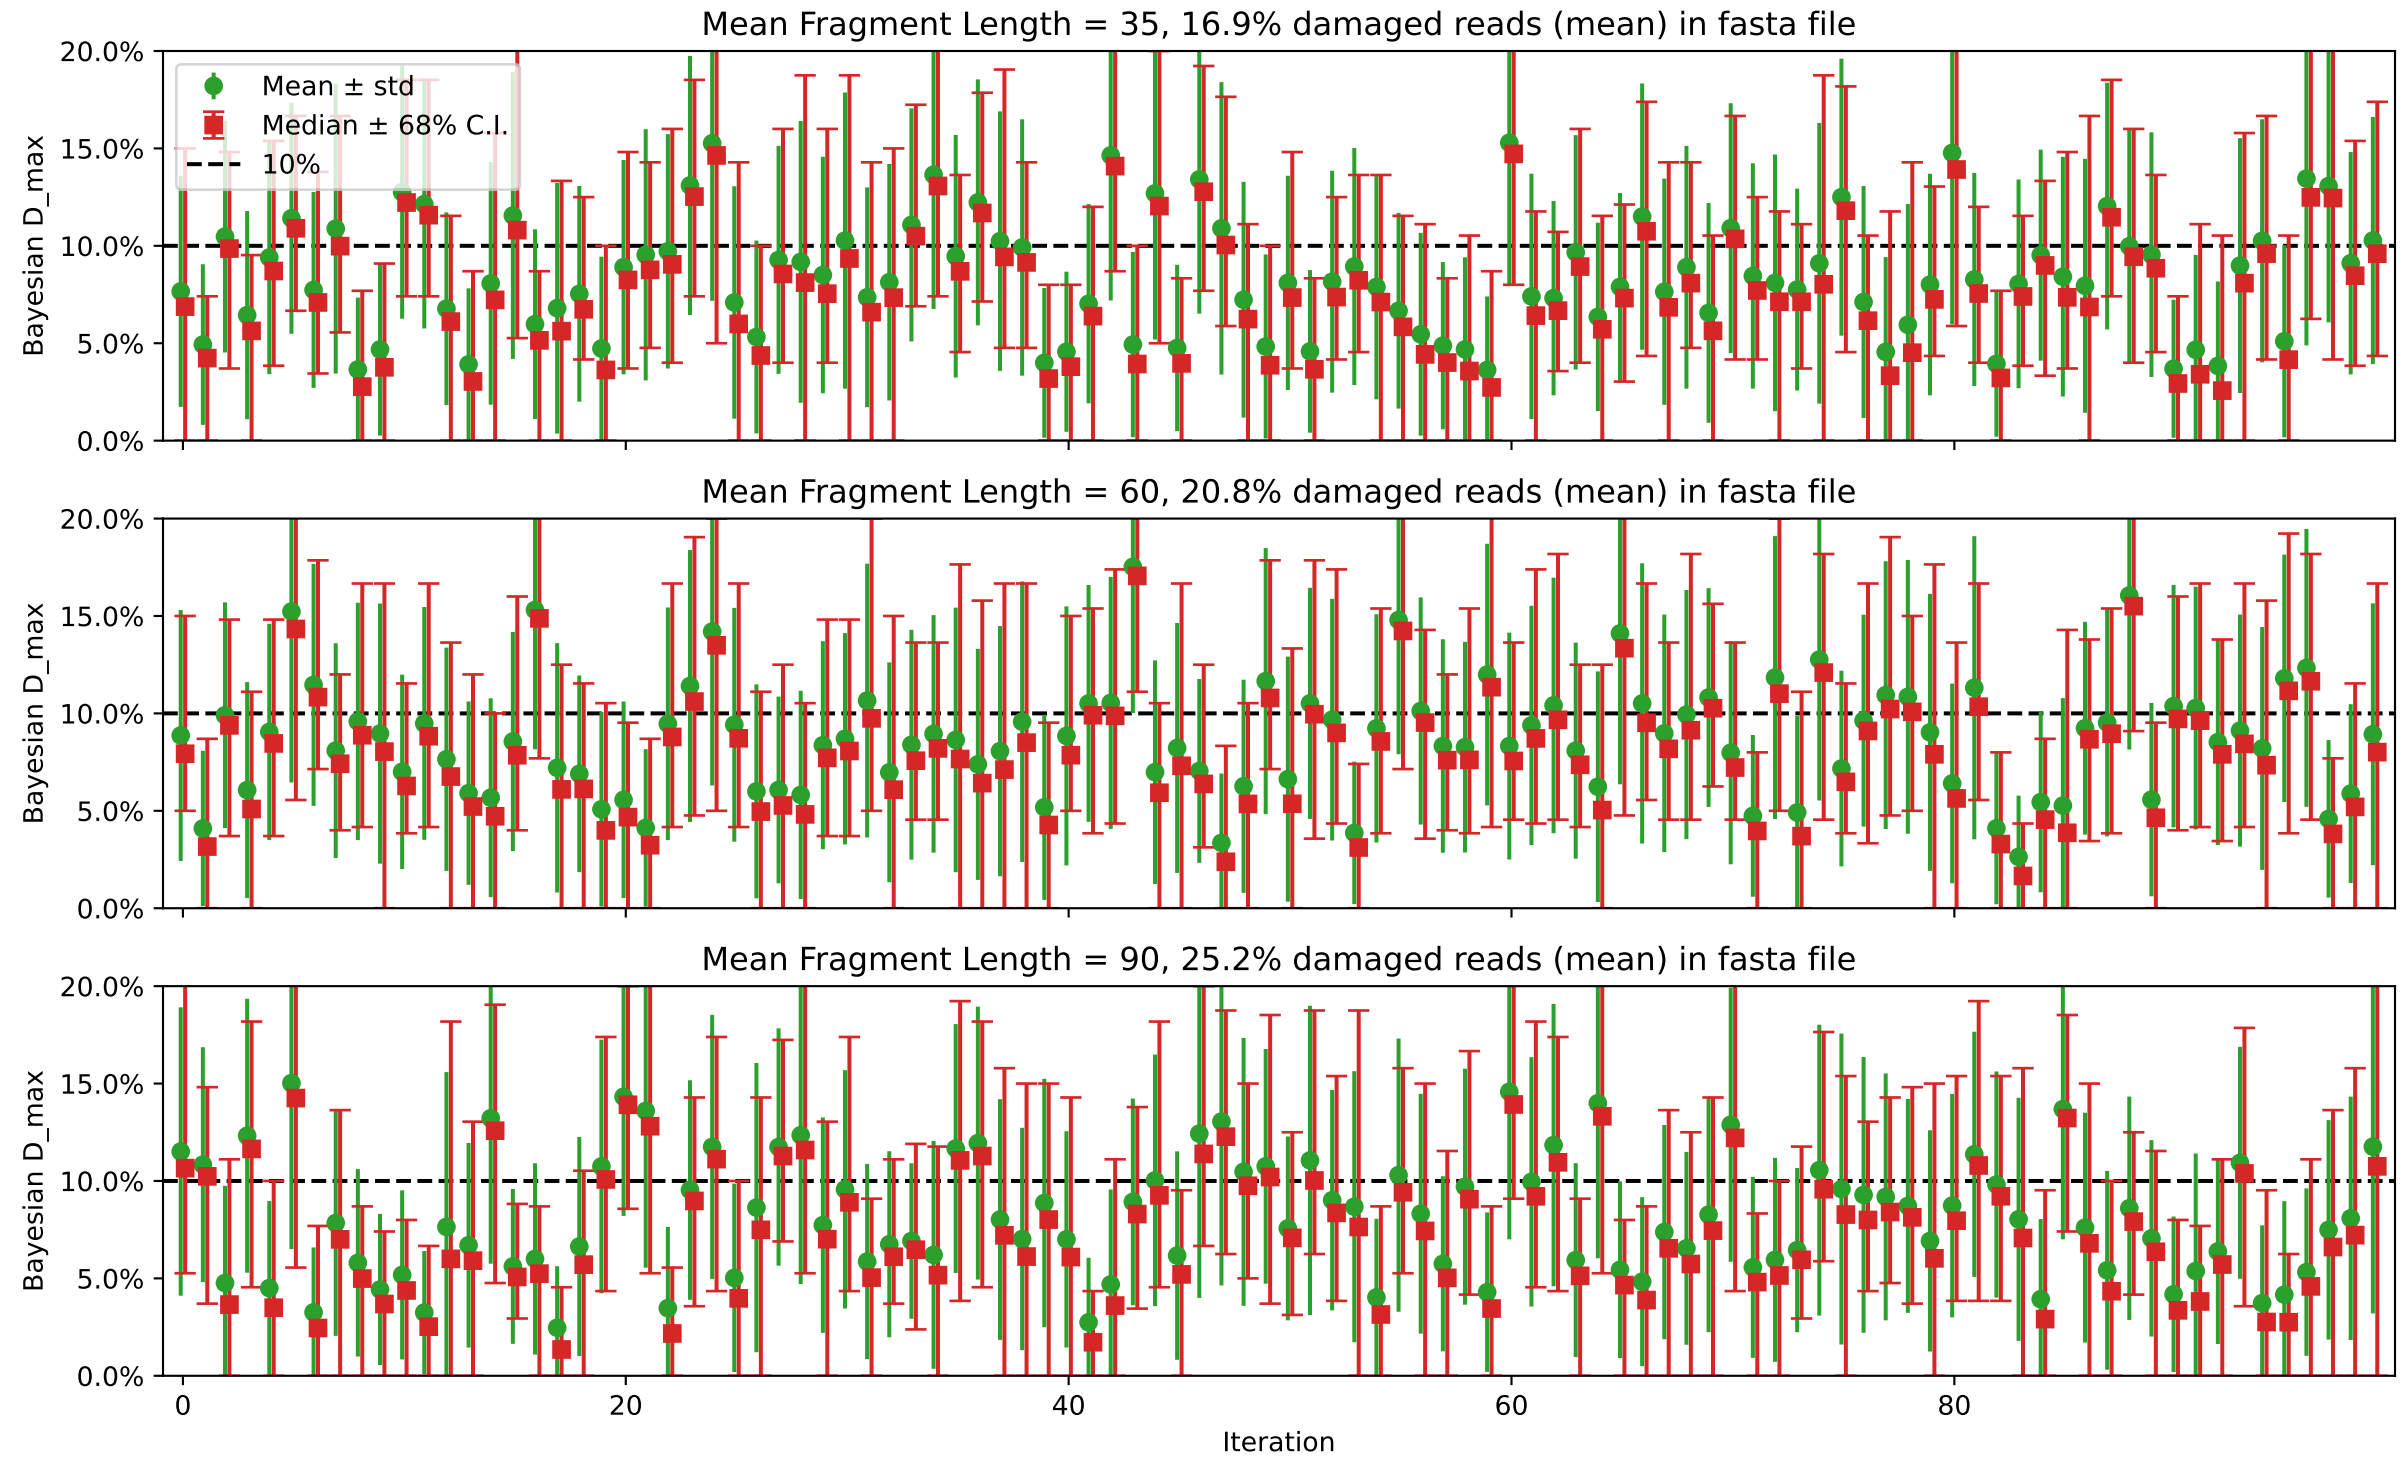 Mean Fragment Length = 35, 16.9% damaged reads (mean) in fasta file
20.0%
15.0%
10.0%
5.0%
0.0%
Bayesian D_max
Mean ± std
Median ± 68% C.I.
10%
Mean Fragment Length = 60, 20.8% damaged reads (mean) in fasta file
20.0%
15.0%
10.0%
5.0%
0.0%
Bayesian D_max
Mean Fragment Length = 90, 25.2% damaged reads (mean) in fasta file
20.0%
15.0%
10.0%
5.0%
0.0%
Bayesian D_max
0 20 40 60 80
Iteration